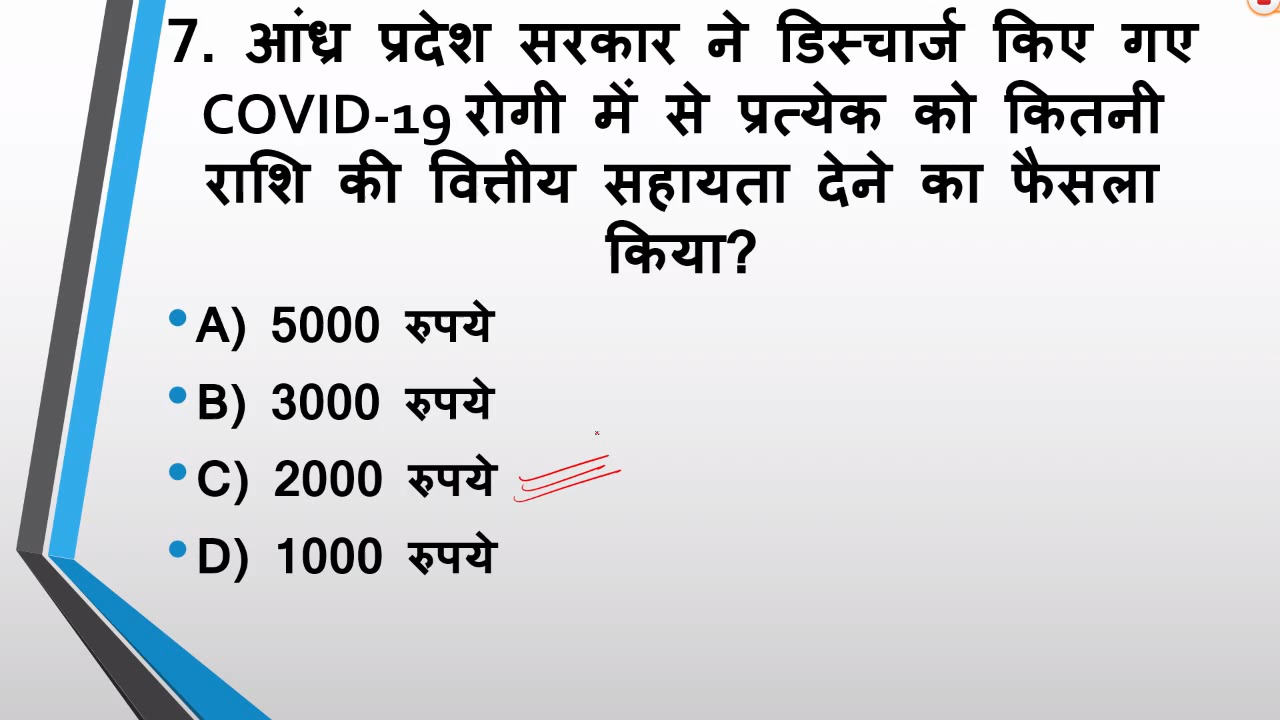 7. आंध्र प्रदेश सरकार ने डिस्चार्ज किए गए
COVID-19 रोगी में से प्रत्येक को कितनी
राशि की वित्तीय सहायता देने का फैसला
किया?
A) 5000 रुपये
B) 3000 रुपये
C) 2000 रुपये
D) 1000 रुपये